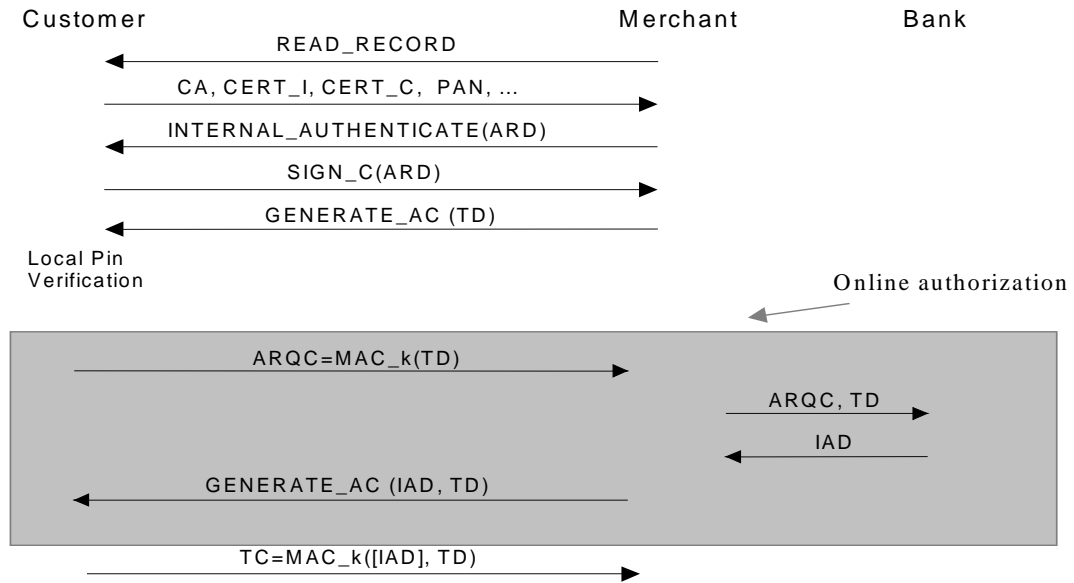 Customer Merchant Bank
READ_RECORD
CA, CERT_I, CERT_C, PAN, ...
INTERNAL_AUTHENTICATE(ARD)
SIGN_C(ARD)
GENERATE_AC (TD)
Local Pin
Verification
Online authorization
ARQC=MAC_k(TD)
ARQC, TD
IAD
GENERATE_AC (IAD, TD)
TC=MAC_k([IAD], TD)